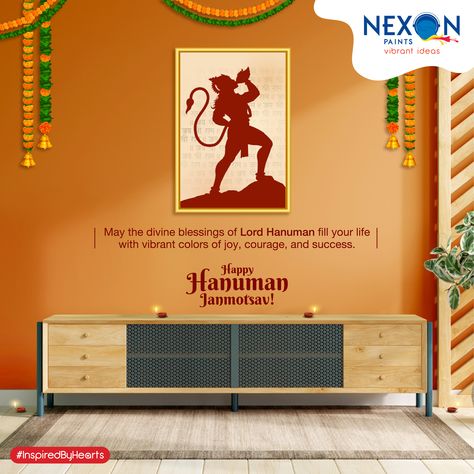 NEXON
PAINTS
vibrant ideas
May the divine blessings of Lord Hanuman fill your life
with vibrant colors of joy, courage, and success.
Happy
Hanuman
Janmotsav!
#InspiredByHearts